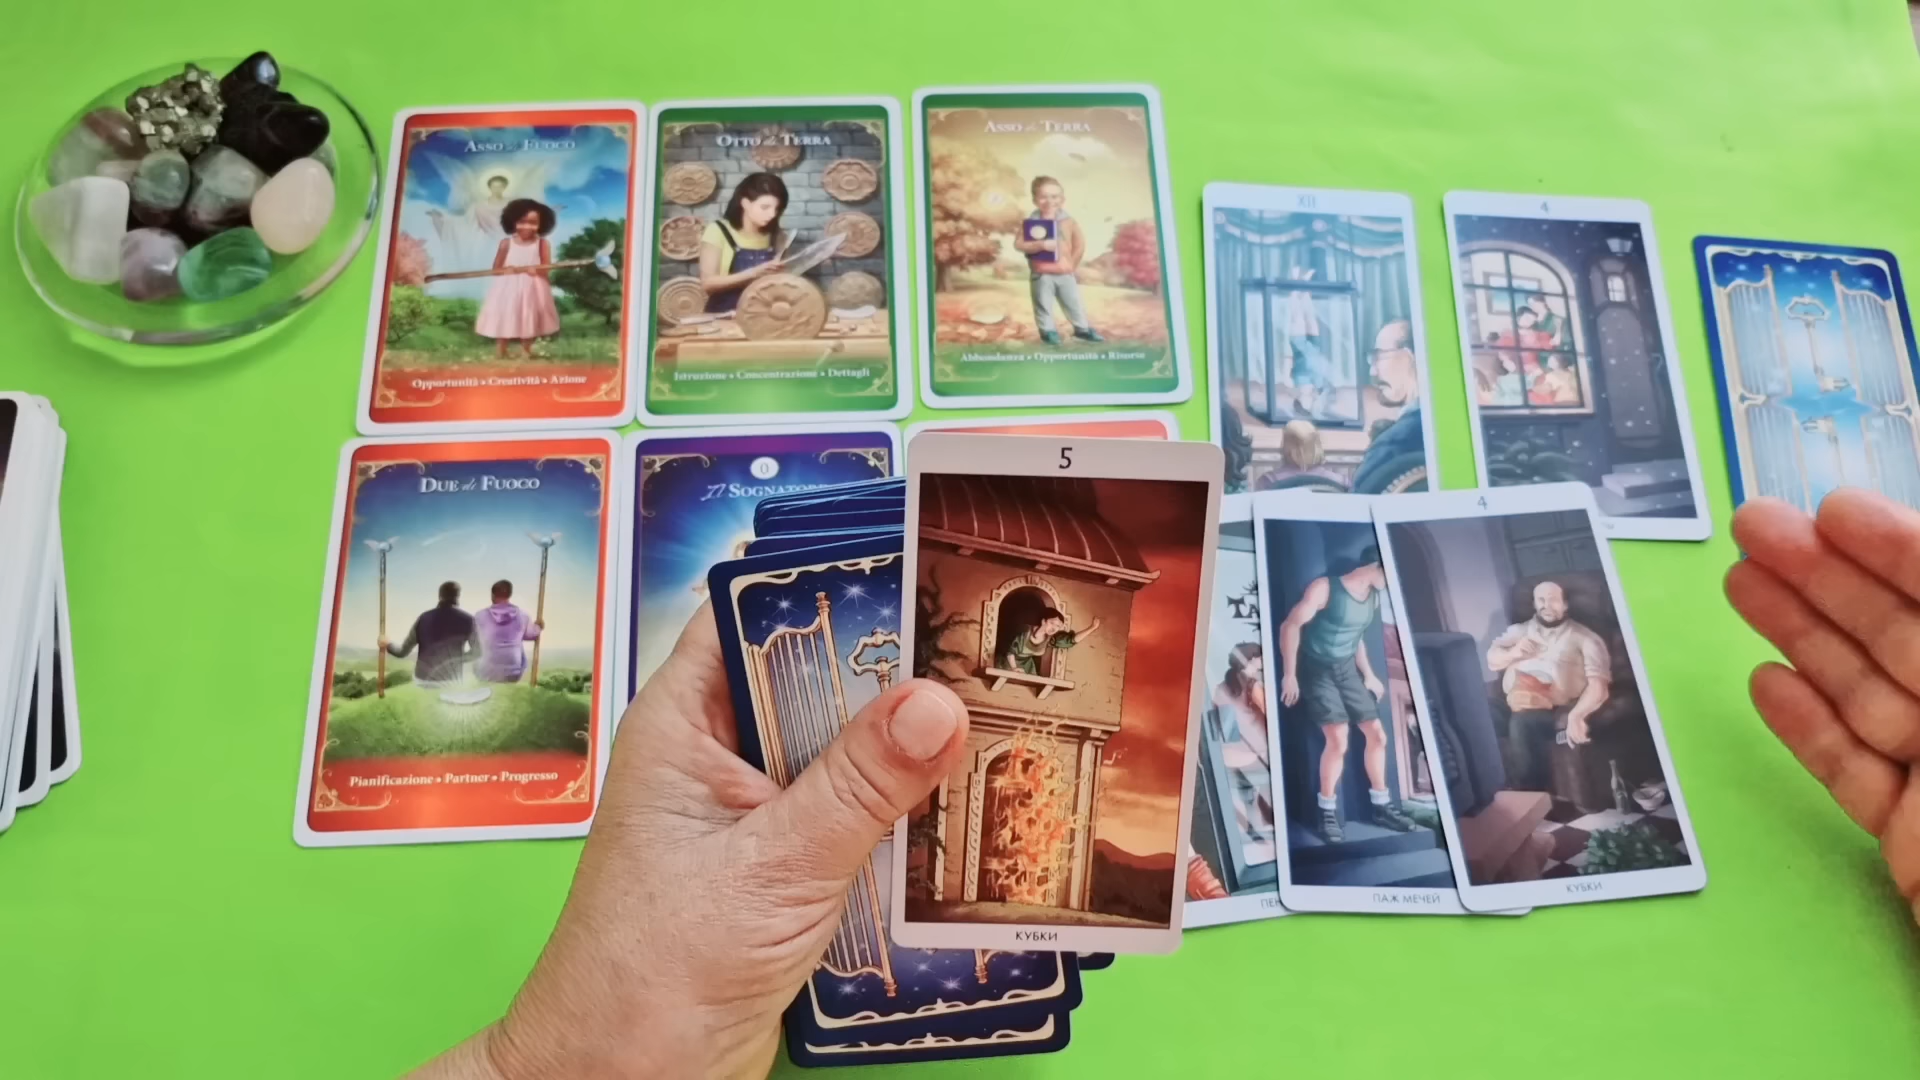 Asso di Fuoco
Opportunità • Creatività • Azione
Otto di Terra
Istruzione • Concentrazione • Dettagli
Asso di Terra
Abbondanza • Opportunità • Risorse
XII
4
Due di Fuoco
Pianificazione • Partner • Progresso
0
Il Sognatore
5
КУБКИ
ПАЖ МЕЧЕЙ
4
КУБКИ